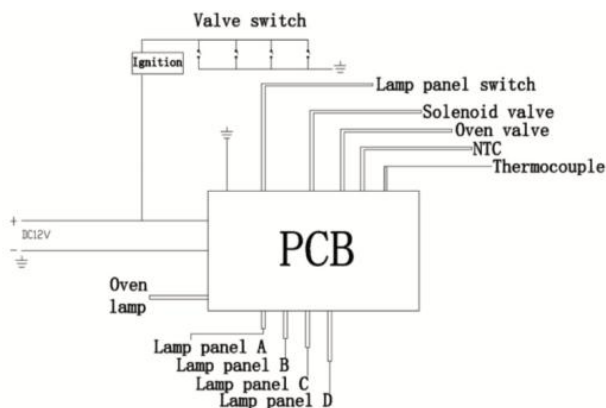 Valve switch
Ignition
Lamp panel switch
Solenoid valve
Oven valve
NTC
Thermocouple
+
DC12V
-
PCB
Oven
lamp
Lamp panel A
Lamp panel B
Lamp panel C
Lamp panel D